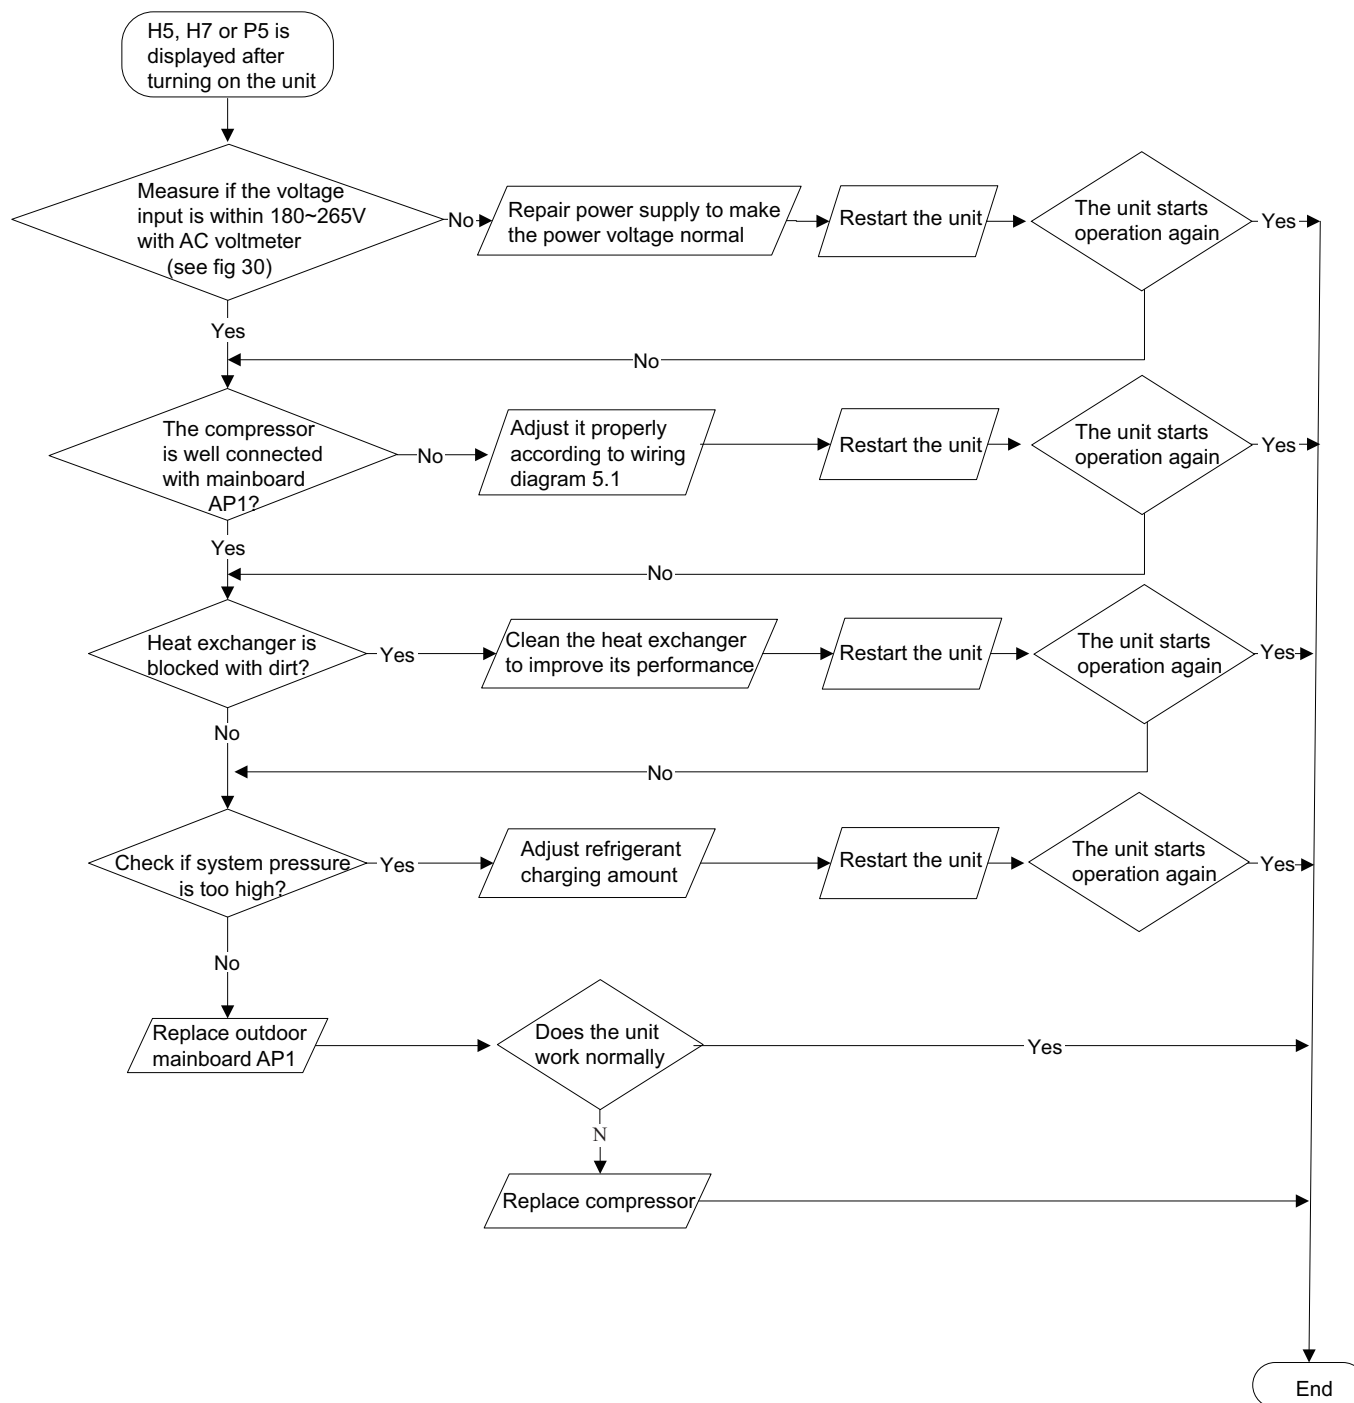 H5, H7 or P5 is
displayed after
turning on the unit
Measure if the voltage
input is within 180~265V
with AC voltmeter
(see fig 30)
No
Repair power supply to make
the power voltage normal
Restart the unit
The unit starts
operation again
Yes
Yes
No
The compressor
is well connected
with mainboard
AP1?
No
Adjust it properly
according to wiring
diagram 5.1
Restart the unit
The unit starts
operation again
Yes
Yes
No
Heat exchanger is
blocked with dirt?
Yes
Clean the heat exchanger
to improve its performance
Restart the unit
The unit starts
operation again
Yes
No
No
Check if system pressure
is too high?
Yes
Adjust refrigerant
charging amount
Restart the unit
The unit starts
operation again
Yes
No
Replace outdoor
mainboard AP1
Does the unit
work normally
Yes
N
Replace compressor
End